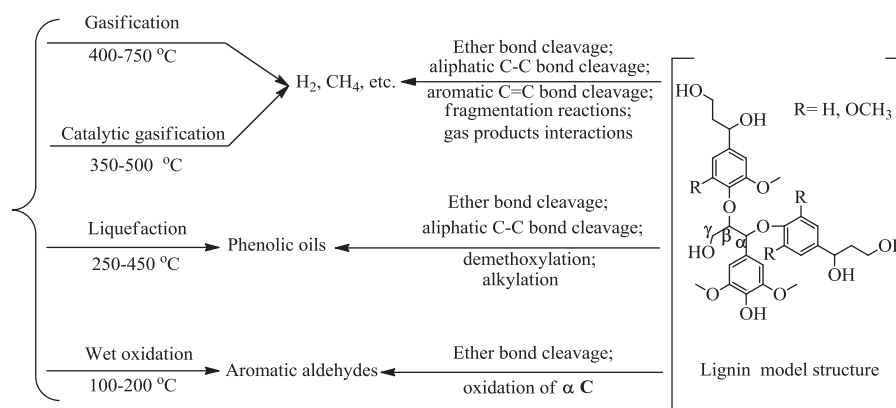 Gasification
400-750 °C
Catalytic gasification
350-500 °C
H2, CH4, etc.
Ether bond cleavage;
aliphatic C-C bond cleavage;
aromatic C=C bond cleavage;
fragmentation reactions;
gas products interactions
Liquefaction
250-450 °C
Phenolic oils
Ether bond cleavage;
aliphatic C-C bond cleavage;
demethoxylation;
alkylation
Wet oxidation
100-200 °C
Aromatic aldehydes
Ether bond cleavage;
oxidation of α C
HO
OH
R= H, OCH3
R
O
O
R
γ
β
α
O
HO
R
OH
O
O
OH
Lignin model structure